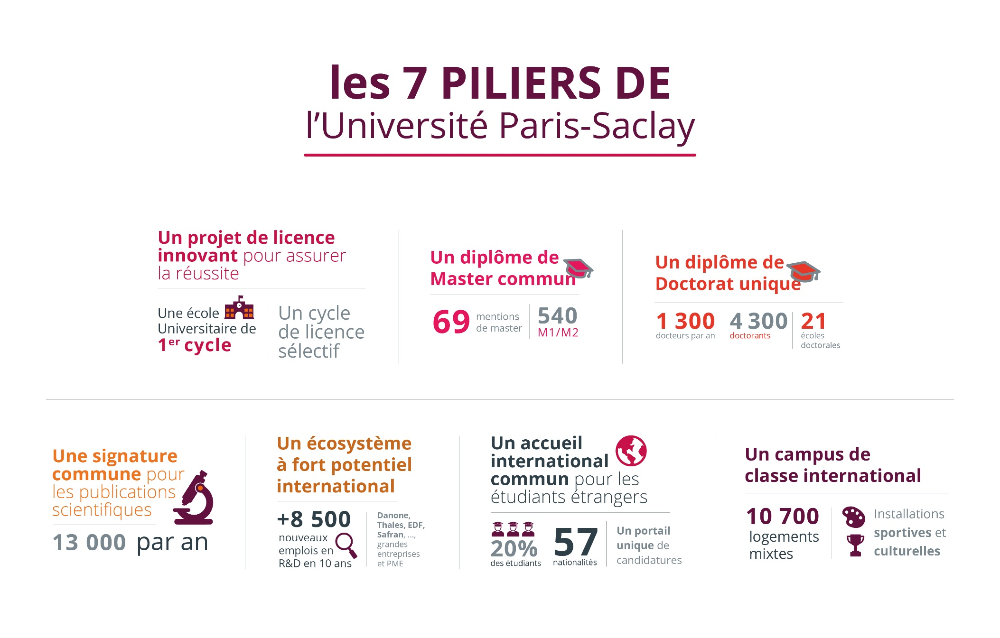 les 7 PILIERS DE
l'Université Paris-Saclay
Un projet de licence
innovant pour assurer
la réussite
Une école
Universitaire de
1er cycle
Un cycle
de licence
sélectif
Un diplôme de
Master commun
69
mentions
de master
540
M1/M2
Un diplôme de
Doctorat unique
1 300
docteurs par an
4 300
doctorants
21
écoles
doctorales
Une signature
commune pour
les publications
scientifiques
13 000 par an
Un écosystème
à fort potentiel
international
+8 500
nouveaux
emplois en
R&D en 10 ans
Danone,
Thales, EDF,
Safran, ...,
grandes
entreprises
et PME
Un accueil
international
commun pour les
étudiants étrangers
20%
des étudiants
57
nationalités
Un portail
unique de
candidatures
Un campus de
classe international
10 700
logements
mixtes
Installations
sportives et
culturelles